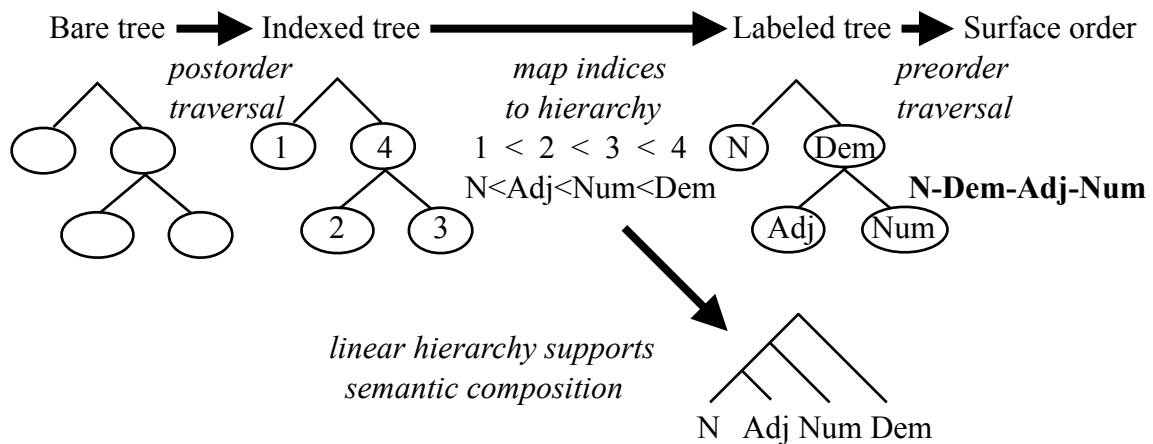 Bare tree Indexed tree Labeled tree Surface order
postorder map indices preorder
traversal to hierarchy traversal
1 4 1 < 2 < 3 < 4 N Dem
N<Adj<Num<Dem N-Dem-Adj-Num
2 3 Adj Num
linear hierarchy supports
semantic composition
N Adj Num Dem